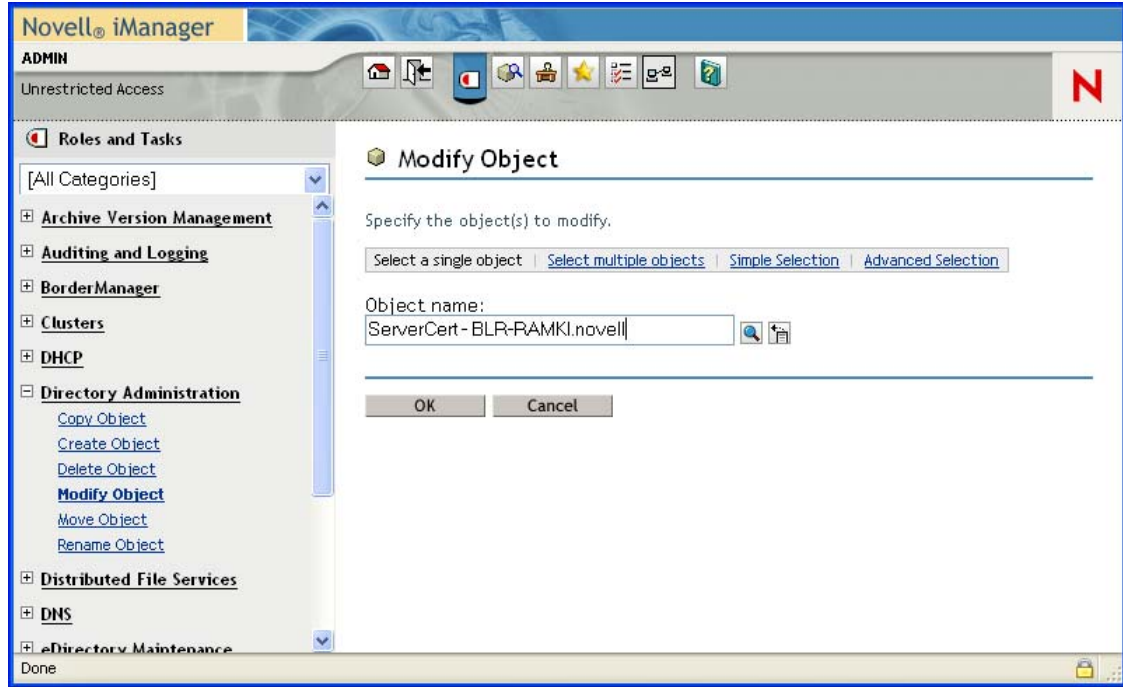 Novell® iManager
ADMIN
Unrestricted Access
N
Roles and Tasks
[All Categories]
Archive Version Management
Auditing and Logging
BorderManager
Clusters
DHCP
Directory Administration
Copy Object
Create Object
Delete Object
Modify Object
Move Object
Rename Object
Distributed File Services
DNS
eDirectory Maintenance
Modify Object
Specify the object(s) to modify.
Select a single object | Select multiple objects | Simple Selection | Advanced Selection
Object name:
ServerCert - BLR-RAMKI.novell
OK Cancel
Done